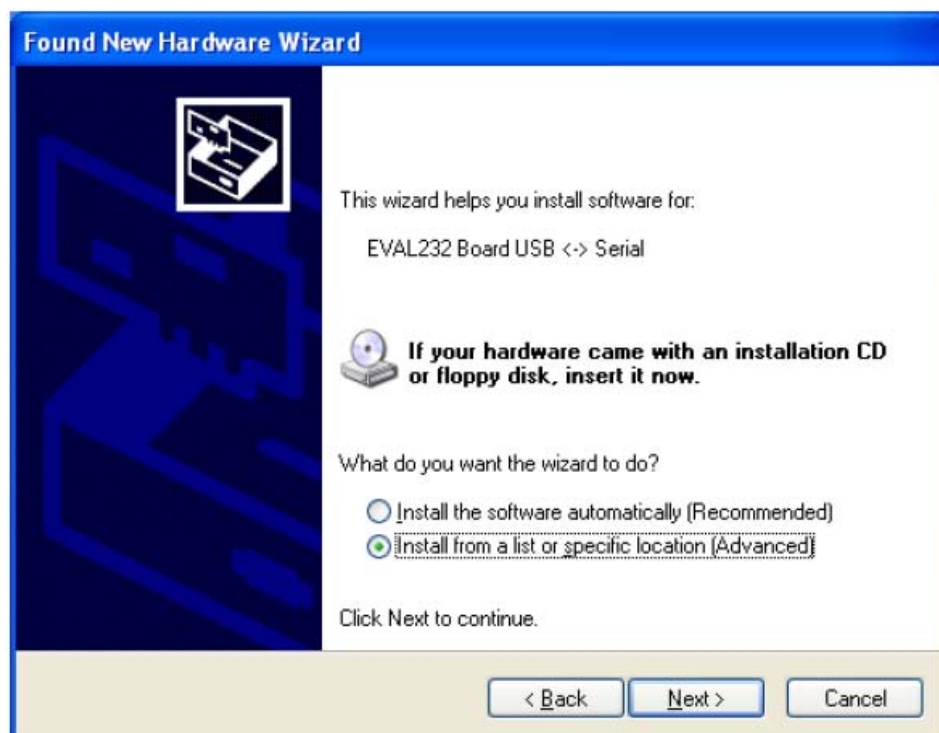 Found New Hardware Wizard
This wizard helps you install software for:
EVAL232 Board USB <-> Serial
If your hardware came with an installation CD
or floppy disk, insert it now.
What do you want the wizard to do?
Install the software automatically (Recommended)
Install from a list or specific location (Advanced)
Click Next to continue.
< Back
Next >
Cancel